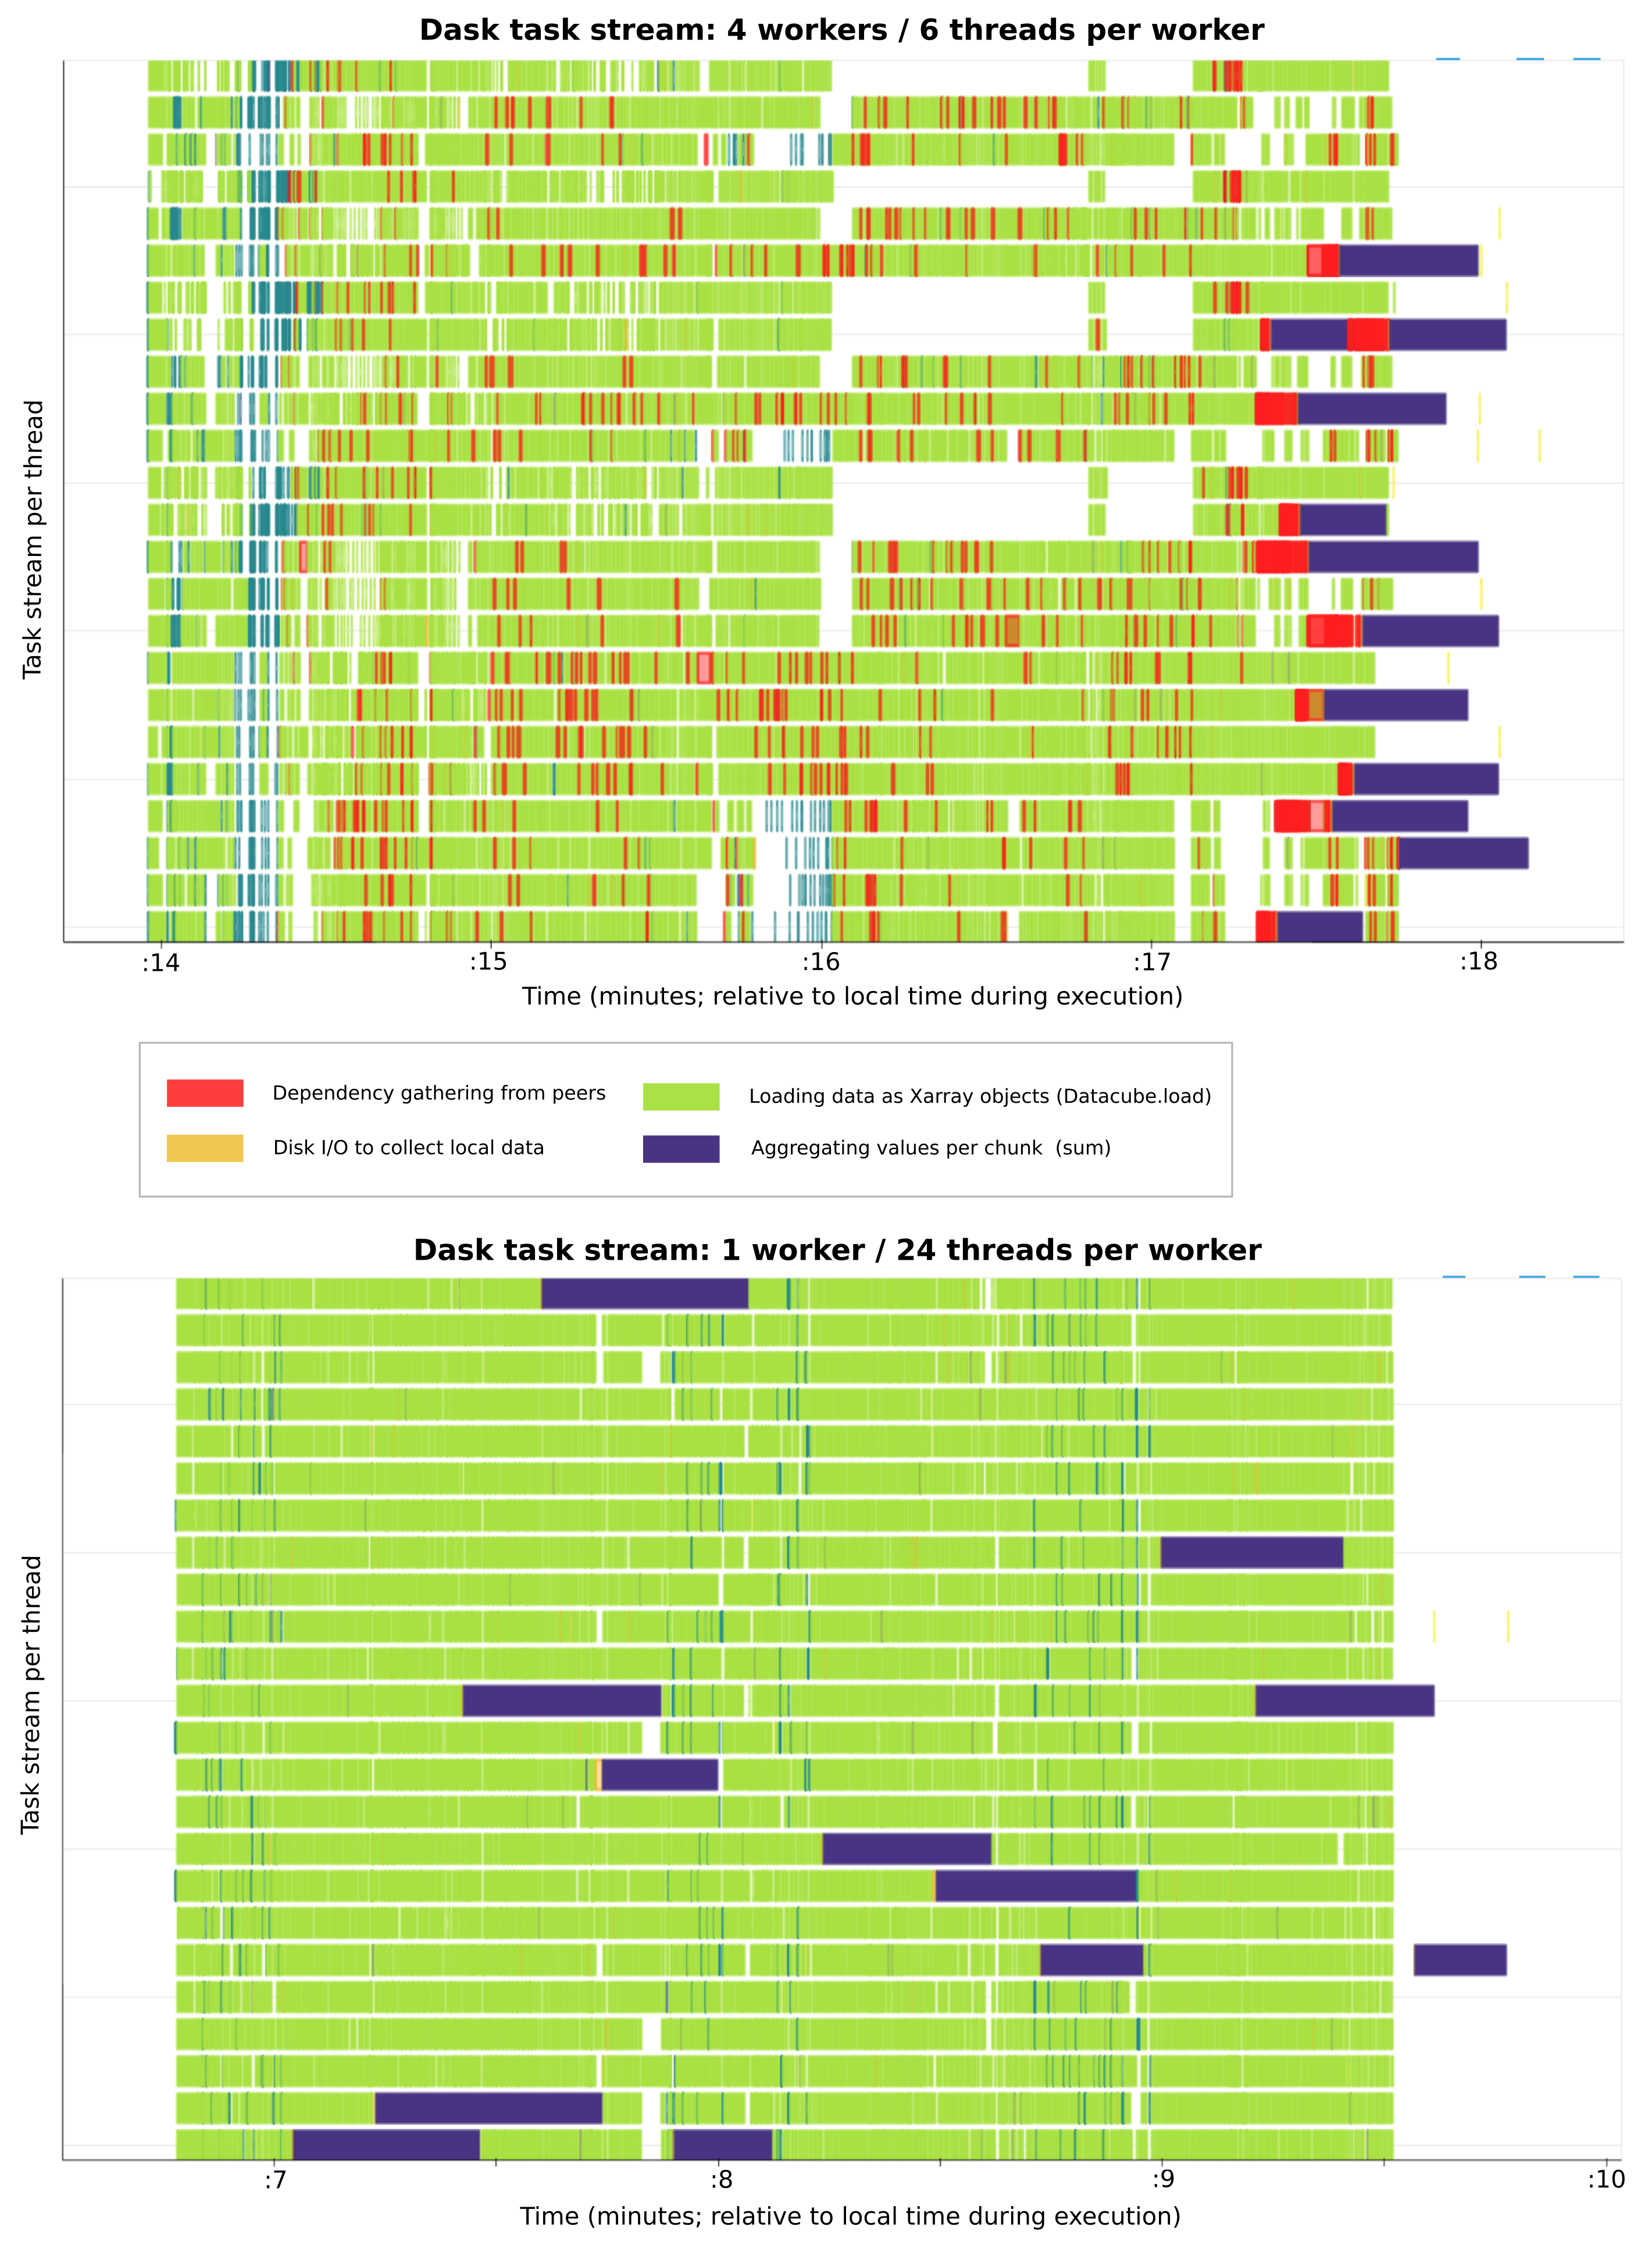 Dask task stream: 4 workers / 6 threads per worker
Task stream per thread
:14 :15 :16 :17 :18
Time (minutes; relative to local time during execution)
Dependency gathering from peers
Loading data as Xarray objects (Datacube.load)
Disk I/O to collect local data
Aggregating values per chunk (sum)
Dask task stream: 1 worker / 24 threads per worker
Task stream per thread
:7 :8 :9 :10
Time (minutes; relative to local time during execution)